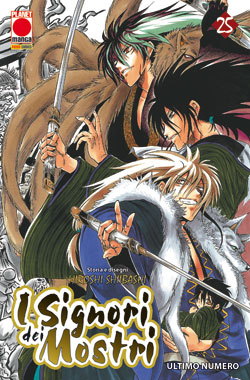 PLANET
manga
PANINI COMICS
25
Storia e disegni:
HIROSHI SHIIBASHI
I Signori
dei
Mostri
ULTIMO NUMERO